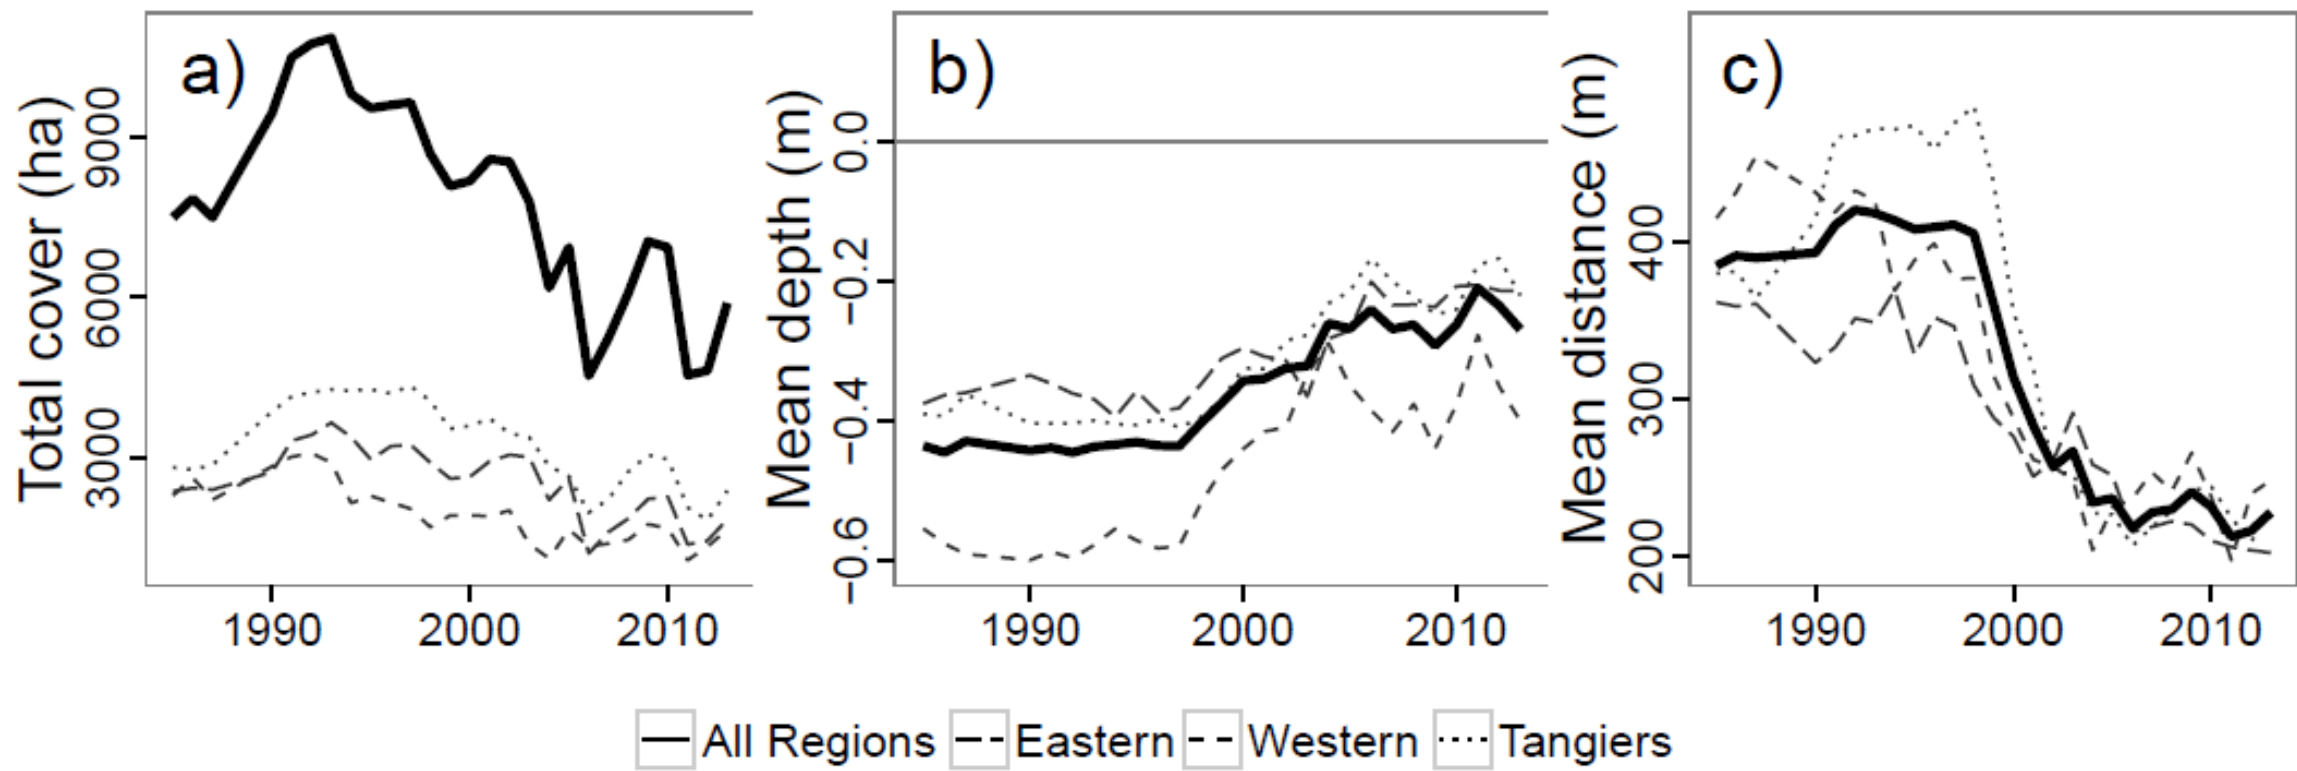 a)
Total cover (ha)
9000
6000
3000
1990 2000 2010
b)
Mean depth (m)
0.0
−0.2
−0.4
−0.6
1990 2000 2010
c)
Mean distance (m)
400
300
200
1990 2000 2010
All Regions Eastern Western Tangiers